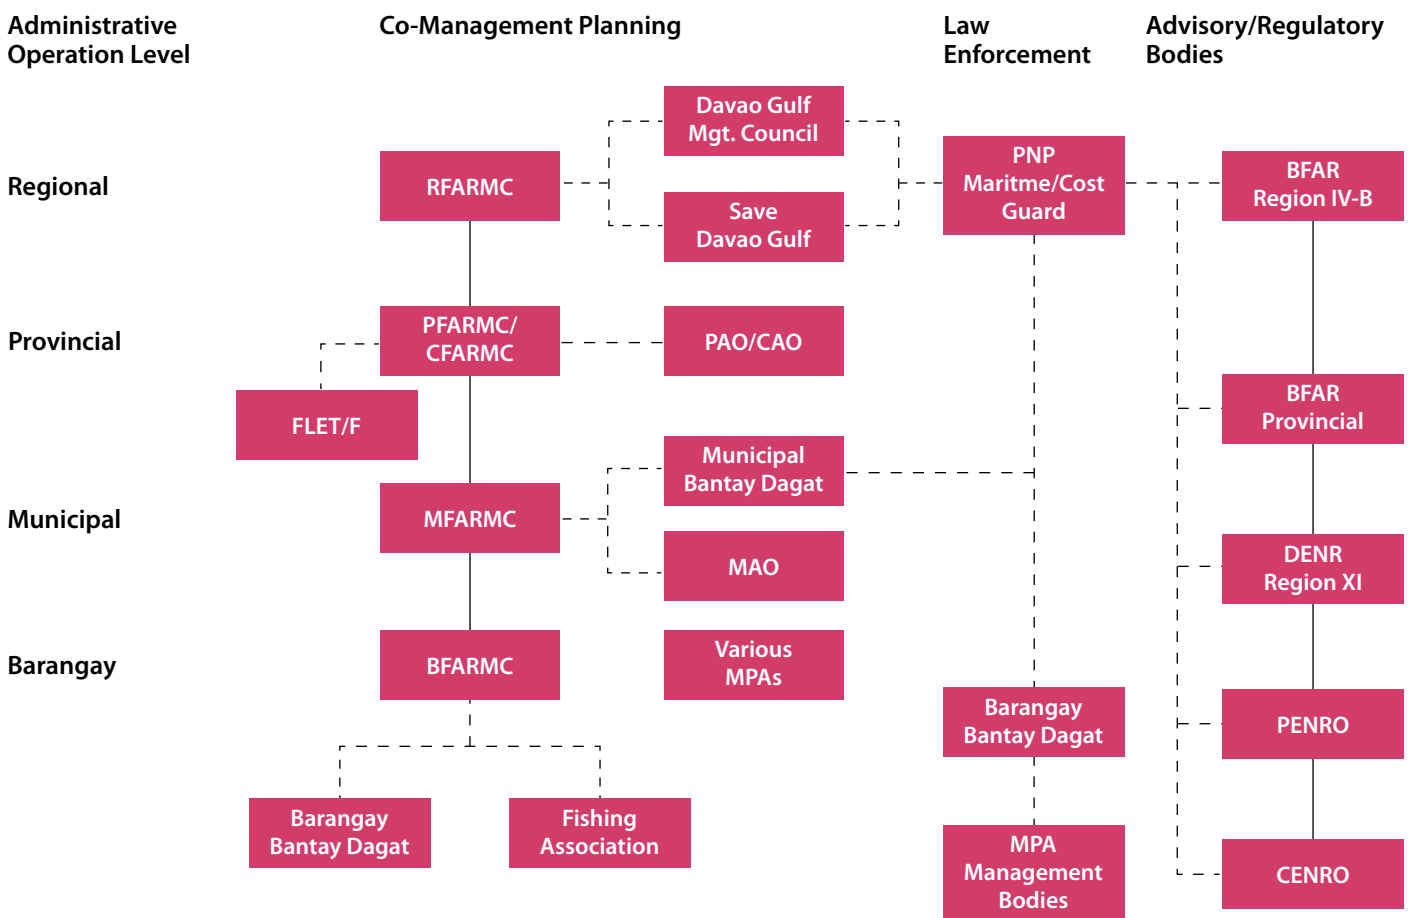 Administrative
Operation Level
Co-Management Planning
Law
Enforcement
Advisory/Regulatory
Bodies
Regional
RFARMC
Davao Gulf
Mgt. Council
Save
Davao Gulf
PNP
Maritme/Cost
Guard
BFAR
Region IV-B
Provincial
PFARMC/
CFARMC
PAO/CAO
FLET/F
BFAR
Provincial
Municipal
MFARMC
Municipal
Bantay Dagat
MAO
DENR
Region XI
Barangay
BFARMC
Various
MPAs
Barangay
Bantay Dagat
PENRO
Barangay
Bantay Dagat
Fishing
Association
MPA
Management
Bodies
CENRO